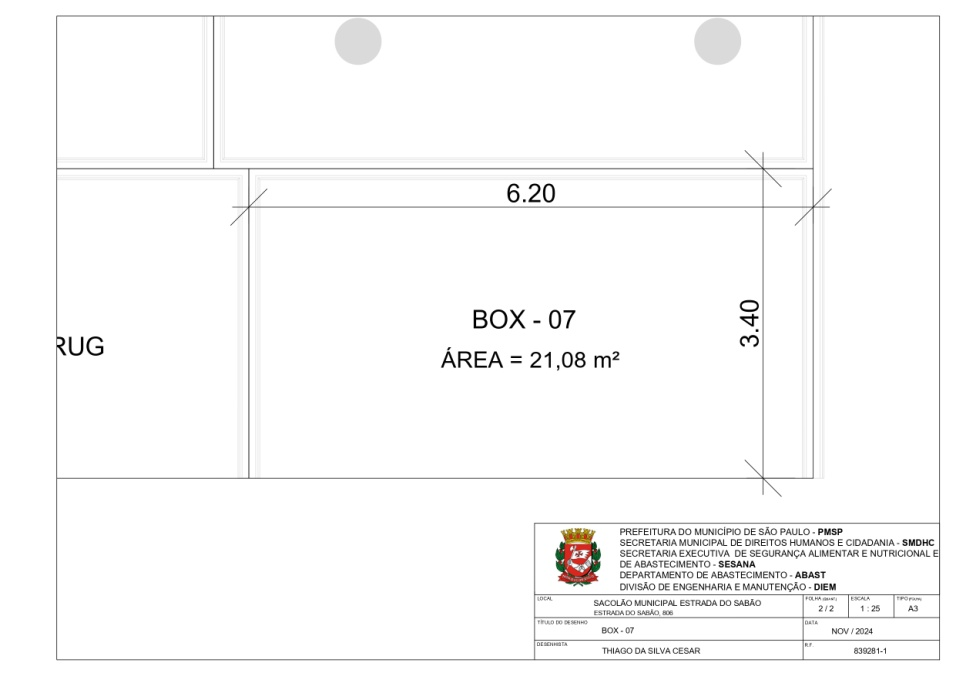 6.20
BOX - 07
3.40
RUG
ÁREA = 21,08 m²
PREFEITURA DO MUNICÍPIO DE SÃO PAULO - PMSP
SECRETARIA MUNICIPAL DE DIREITOS HUMANOS E CIDADANIA - SMDHC
SECRETARIA EXECUTIVA DE SEGURANÇA ALIMENTAR E NUTRICIONAL E
DE ABASTECIMENTO - SESANA
DEPARTAMENTO DE ABASTECIMENTO - ABAST
DIVISÃO DE ENGENHARIA E MANUTENÇÃO - DIEM
LOCAL
SACOLÃO MUNICIPAL ESTRADA DO SABÃO
ESTRADA DO SABÃO, 806
FOLHA
2 / 2
ESCALA
1 : 25
TIPO
A3
TÍTULO DO DESENHO
BOX - 07
DATA
NOV / 2024
DESENHISTA
THIAGO DA SILVA CESAR
R.F.
839281-1